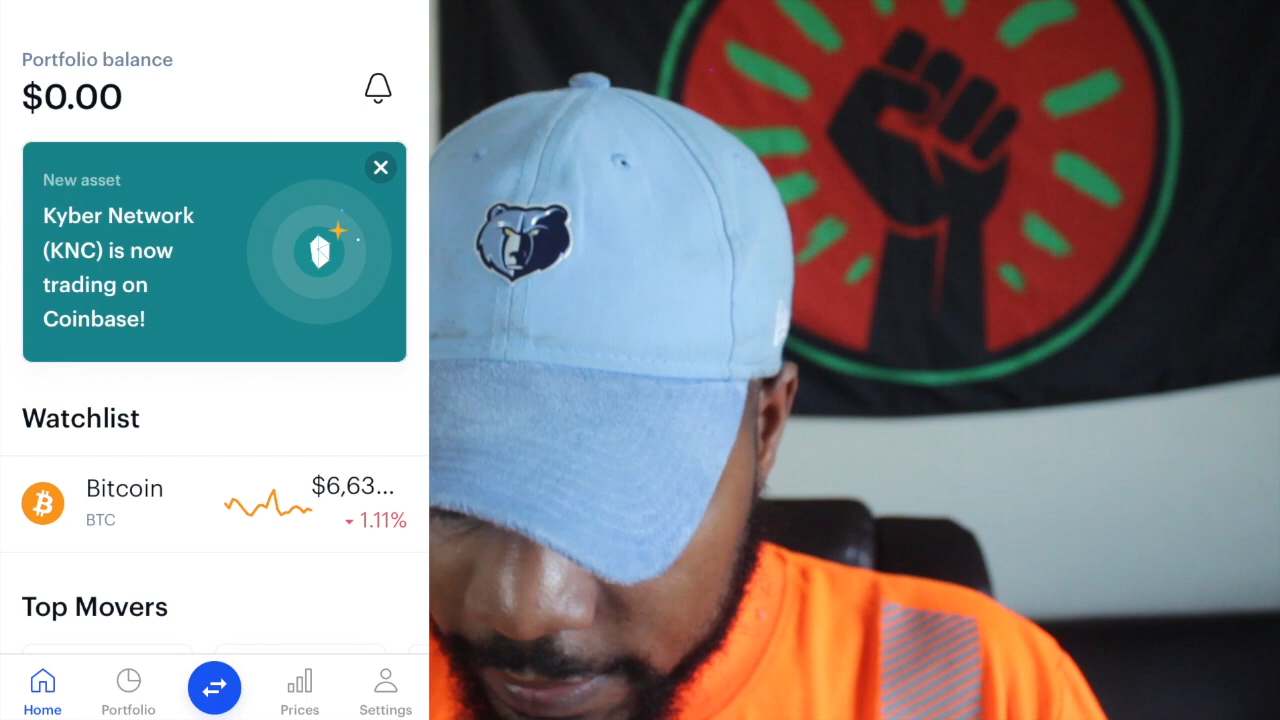 Portfolio balance
$0.00
New asset
Kyber Network
(KNC) is now
trading on
Coinbase!
Watchlist
Bitcoin
$6,63...
BTC
1.11%
Top Movers
Home
Portfolio
Prices
Settings